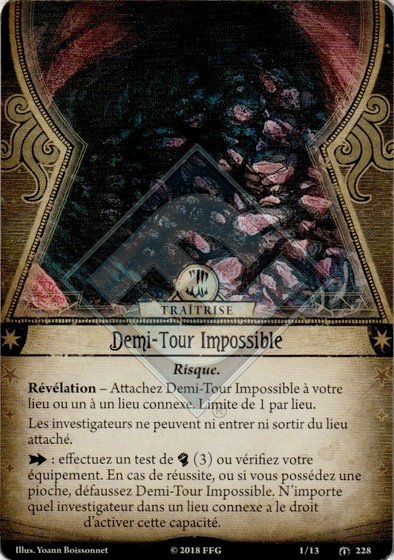 TRAÎTRISE
Demi-Tour Impossible
Risque.
Révélation – Attachez Demi-Tour Impossible à votre
lieu ou un à un lieu connexe. Limite de 1 par lieu.
Les investigateurs ne peuvent ni entrer ni sortir du lieu
attaché.
: effectuez un test de (3) ou vérifiez votre
équipement. En cas de réussite, ou si vous possédez une
pioche, défaussez Demi-Tour Impossible. N'importe
quel investigateur dans un lieu connexe a le droit
d'activer cette capacité.
Illus. Yoann Boissonnet © 2018 FFG 1/13 228